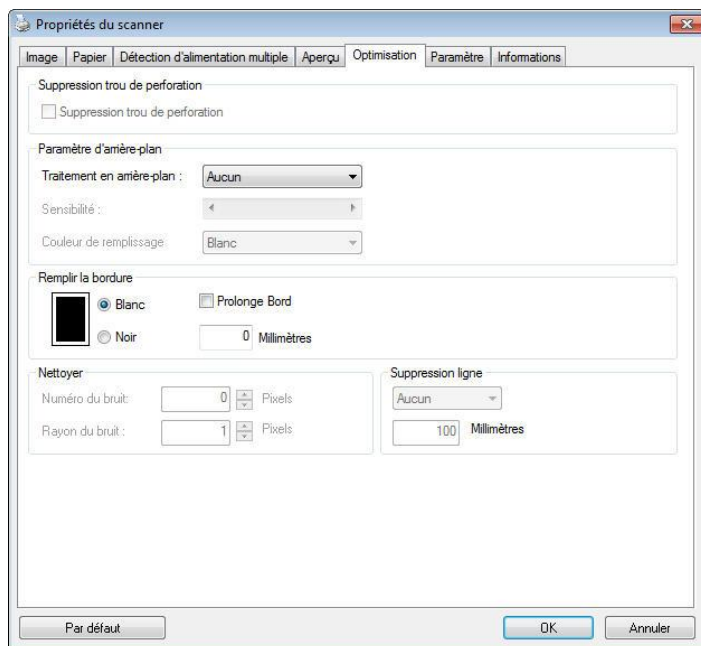 Propriétés du scanner
Image Papier Détection d'alimentation multiple Aperçu Optimisation Paramètre Informations
Suppression trou de perforation
Suppression trou de perforation
Paramètre d'arrière-plan
Traitement en arrière-plan : Aucun
Sensibilité :
Couleur de remplissage Blanc
Remplir la bordure
Blanc Prolonge Bord
Noir 0 Millimètres
Nettoyer Suppression ligne
Numéro du bruit: 0 Pixels Aucun
Rayon du bruit : 1 Pixels 100 Millimètres
Par défaut OK Annuler